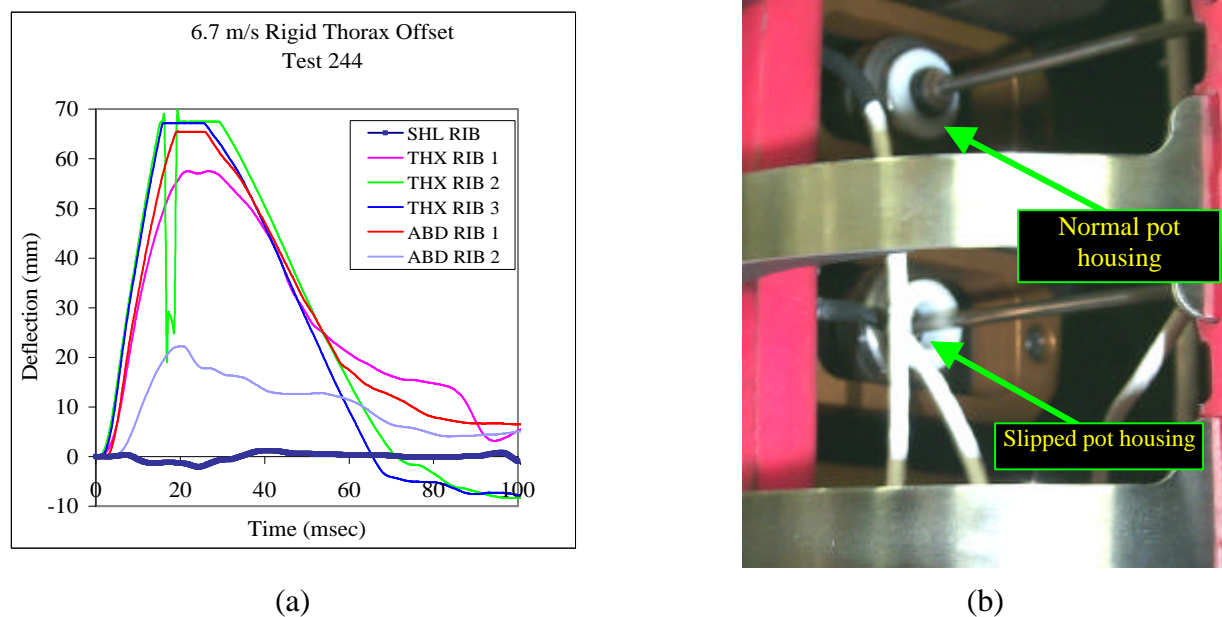 6.7 m/s Rigid Thorax Offset
Test 244
70
60
50
40
30
20
10
0
-10
0
20
40
60
80
100
Deflection (mm)
Time (msec)
SHL RIB
THX RIB 1
THX RIB 2
THX RIB 3
ABD RIB 1
ABD RIB 2
(a)
Normal pot
housing
Slipped pot housing
(b)